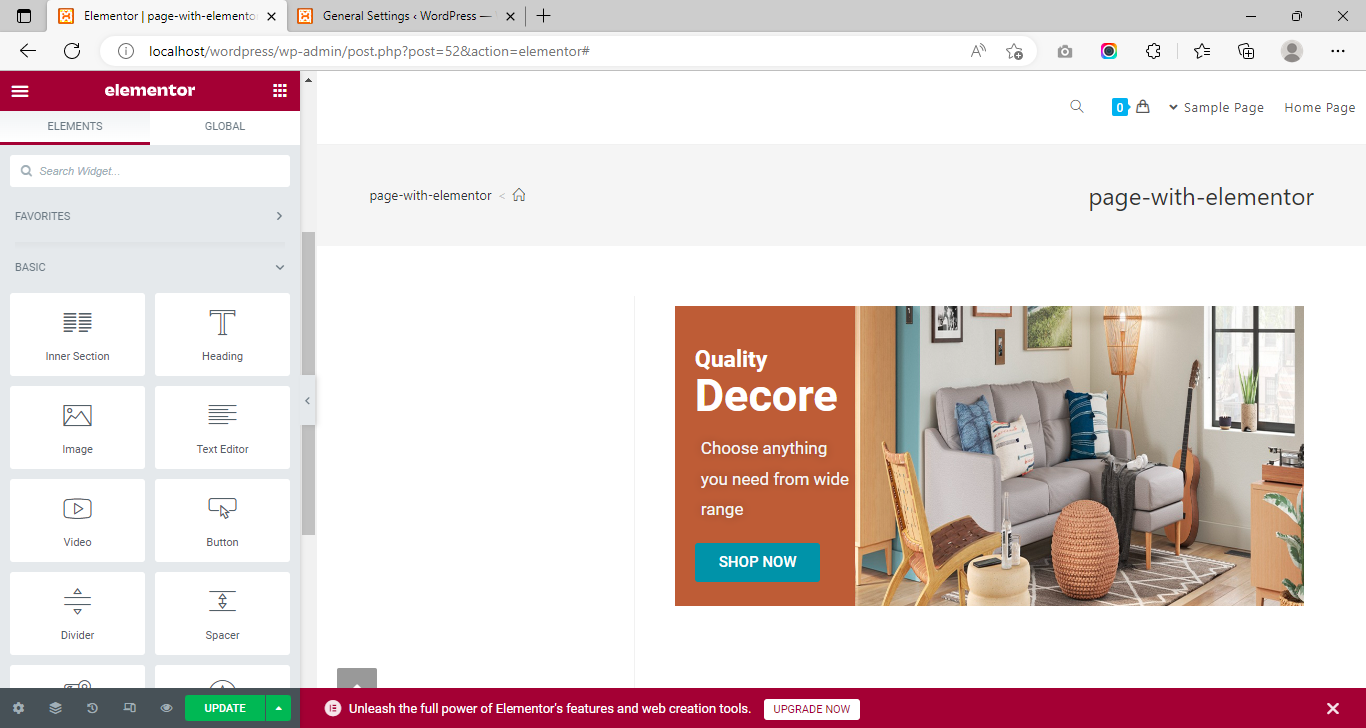 Elementor | page-with-elemento
General Settings ‹ WordPress —
localhost/wordpress/wp-admin/post.php?post=52&action=elementor#
elementor
ELEMENTS
GLOBAL
Search Widget...
FAVORITES
BASIC
Inner Section
Heading
Image
Text Editor
Video
Button
Divider
Spacer
UPDATE
0
Sample Page
Home Page
page-with-elementor <
page-with-elementor
Quality
Decore
Choose anything
you need from wide
range
SHOP NOW
Unleash the full power of Elementor's features and web creation tools.
UPGRADE NOW